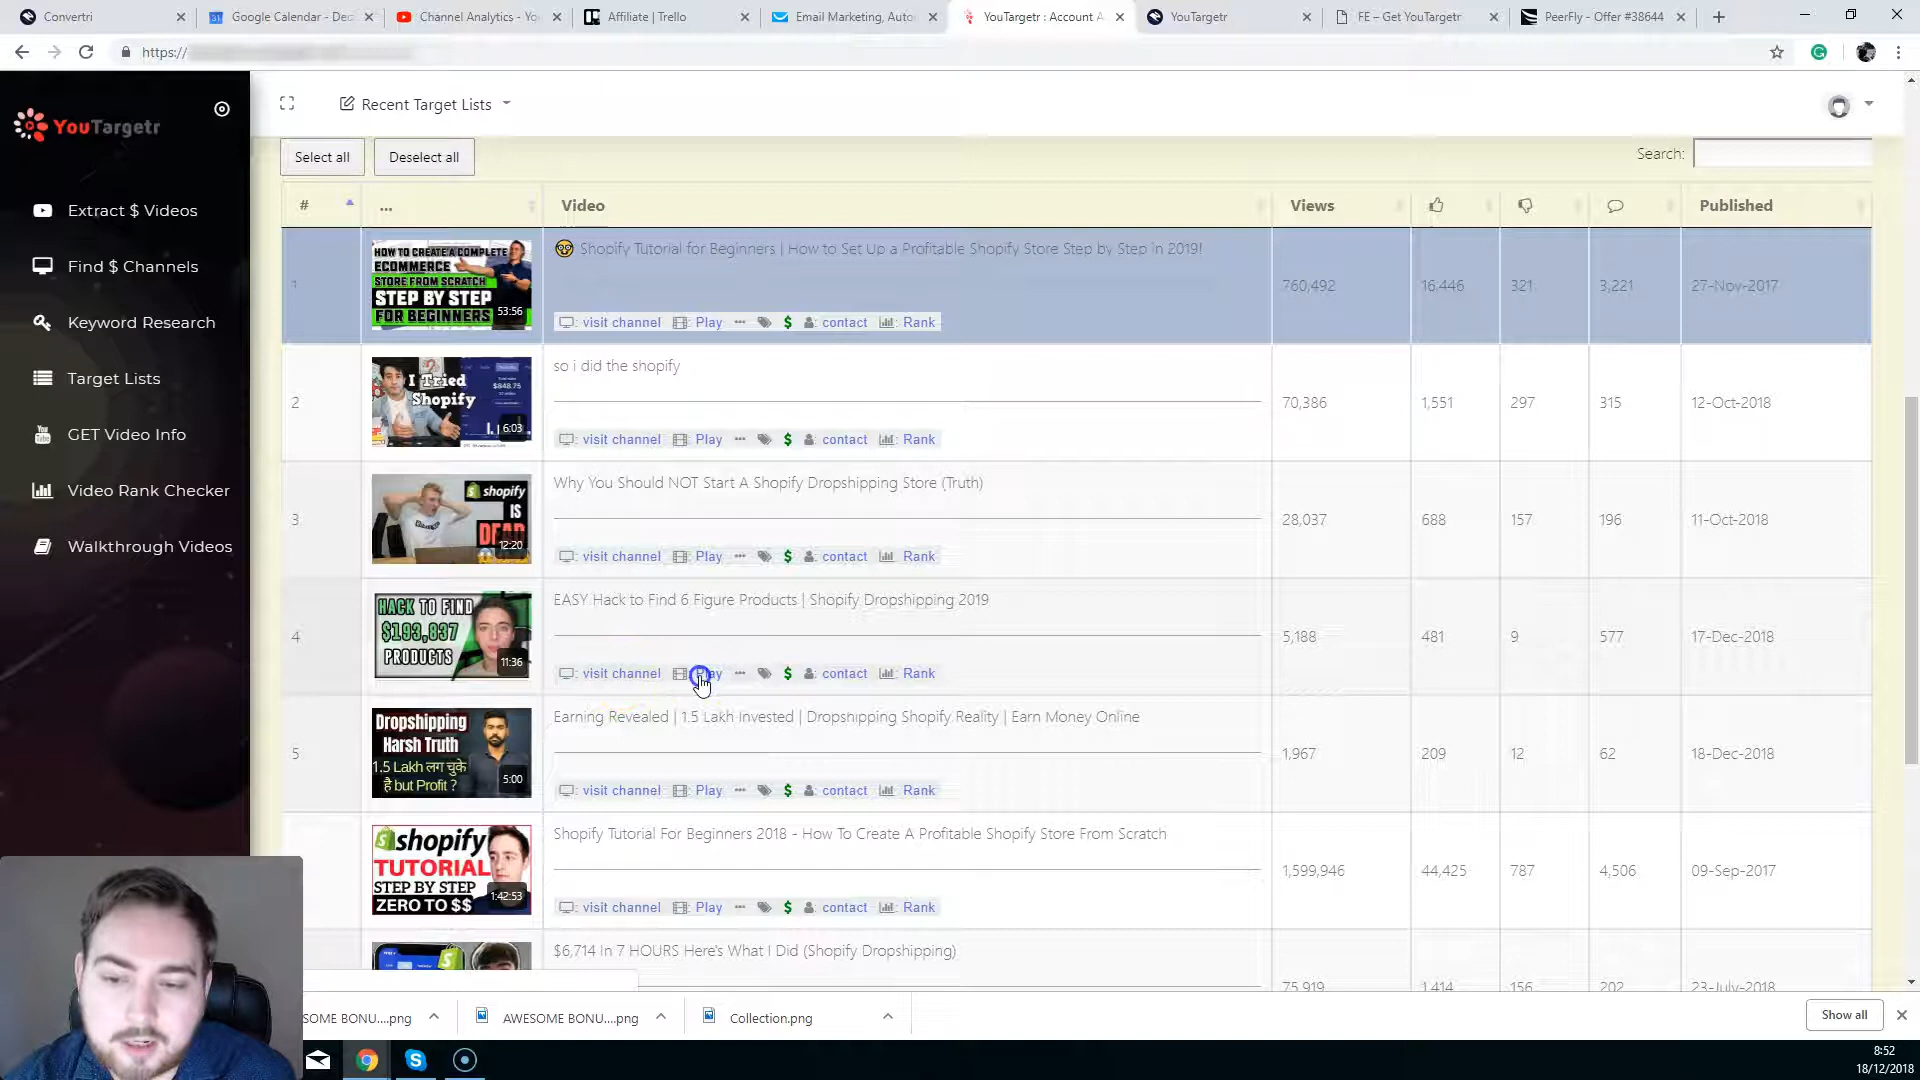 Convertri
Google Calendar - Dec
Channel Analytics - Yo
Affiliate | Trello
Email Marketing, Auto
YouTargetr : Account A
YouTargetr
FE – Get YouTargetr
PeerFly - Offer #38644
https://
YouTargetr
Recent Target Lists
Extract $ Videos
Find $ Channels
Keyword Research
Target Lists
GET Video Info
Video Rank Checker
Walkthrough Videos
Select all
Deselect all
Search:
# ... Video Views Published
1
HOW TO CREATE A COMPLETE
ECOMMERCE
STORE FROM SCRATCH
STEP BY STEP
FOR BEGINNERS
53:56
Shopify Tutorial for Beginners | How to Set Up a Profitable Shopify Store Step by Step in 2019!
: visit channel : Play ··· $ : contact : Rank
760,492 16,446 321 3,221 27-Nov-2017
2
I Tried
Shopify
$848.75
6:03
so i did the shopify
: visit channel : Play ··· $ : contact : Rank
70,386 1,551 297 315 12-Oct-2018
3
shopify
IS
DEAD
12:20
Why You Should NOT Start A Shopify Dropshipping Store (Truth)
: visit channel : Play ··· $ : contact : Rank
28,037 688 157 196 11-Oct-2018
4
HACK TO FIND
$193,837
PRODUCTS
11:36
EASY Hack to Find 6 Figure Products | Shopify Dropshipping 2019
: visit channel : Play ··· $ : contact : Rank
5,188 481 9 577 17-Dec-2018
5
Dropshipping
Harsh Truth
1.5 Lakh लग चुके
है but Profit ?
5:00
Earning Revealed | 1.5 Lakh Invested | Dropshipping Shopify Reality | Earn Money Online
: visit channel : Play ··· $ : contact : Rank
1,967 209 12 62 18-Dec-2018
shopify
TUTORIAL
STEP BY STEP
ZERO TO $$
1:42:53
Shopify Tutorial For Beginners 2018 - How To Create A Profitable Shopify Store From Scratch
: visit channel : Play ··· $ : contact : Rank
1,599,946 44,425 787 4,506 09-Sep-2017
$6,714 In 7 HOURS Here's What I Did (Shopify Dropshipping)
75,919 1,414 156 202 23-July-2018
SOME BONU....png
AWESOME BONU....png
Collection.png
Show all
8:52
18/12/2018